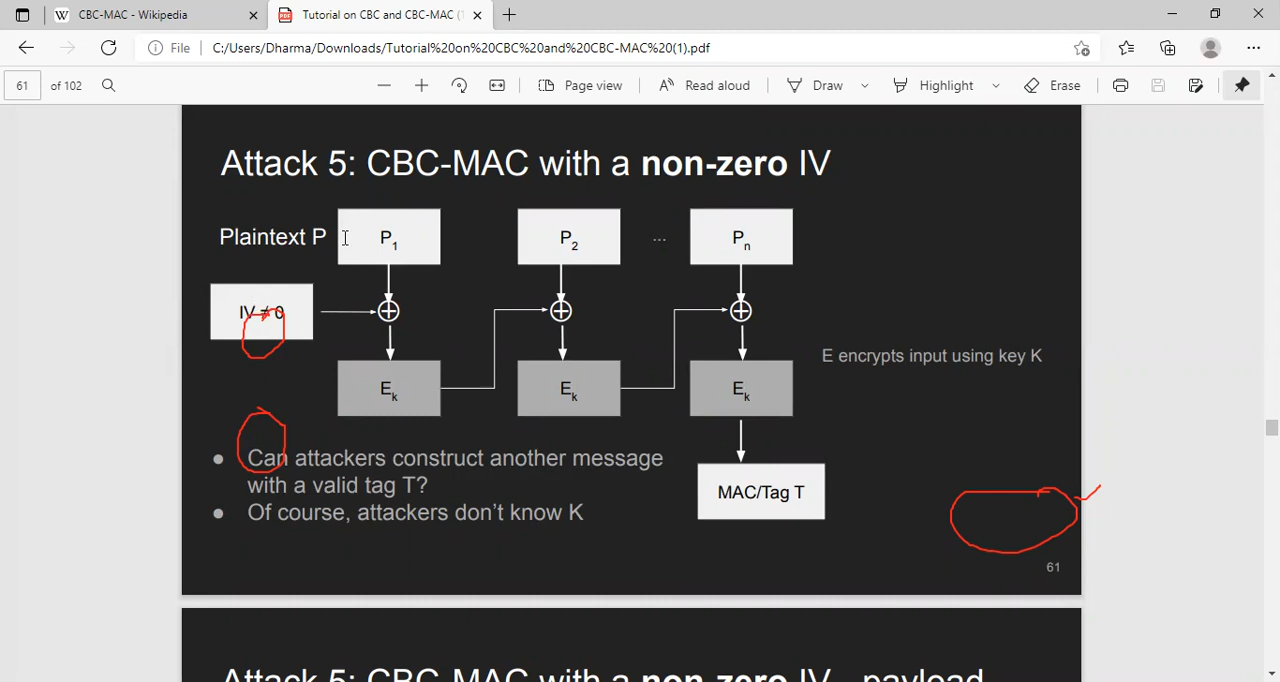 CBC-MAC - Wikipedia
Tutorial on CBC and CBC-MAC (1
File
C:/Users/Dharma/Downloads/Tutorial%20on%20CBC%20and%20CBC-MAC%20(1).pdf
61 of 102
Page view
Read aloud
Draw
Highlight
Erase
Attack 5: CBC-MAC with a non-zero IV
Plaintext P
P1
P2
...
Pn
IV ≠ 0
E encrypts input using key K
Ek
Ek
Ek
● Can attackers construct another message
with a valid tag T?
● Of course, attackers don't know K
MAC/Tag T
61
Attack 5: CBC-MAC with a non-zero IV - payload